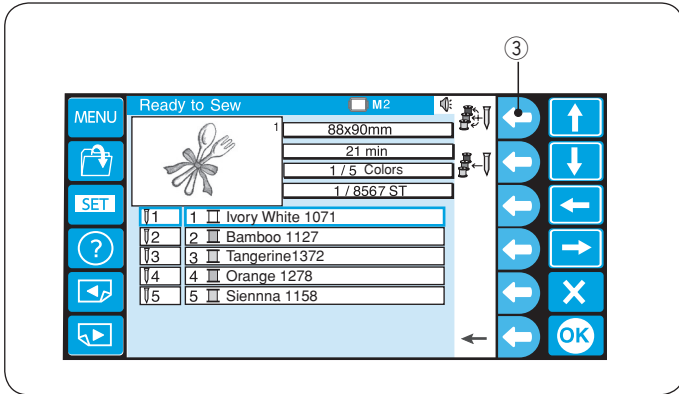 ③
MENU
Ready to Sew
M2
1
88x90mm
21 min
1 / 5 Colors
1 / 8567 ST
SET
1 1 Ivory White 1071
2 2 Bamboo 1127
?
3 3 Tangerine1372
4 4 Orange 1278
5 5 Siennna 1158
X
OK